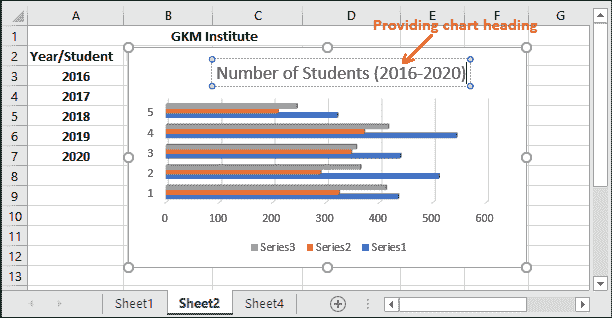 A B C D E F G
1 GKM Institute Providing chart heading
2 Year/Student
Number of Students (2016-2020)
3 2016
4 2017
5 2018
6 2019
7 2020
8
9
10
11
12
13
5
4
3
2
1
0 100 200 300 400 500 600
Series3 Series2 Series1
Sheet1 Sheet2 Sheet4